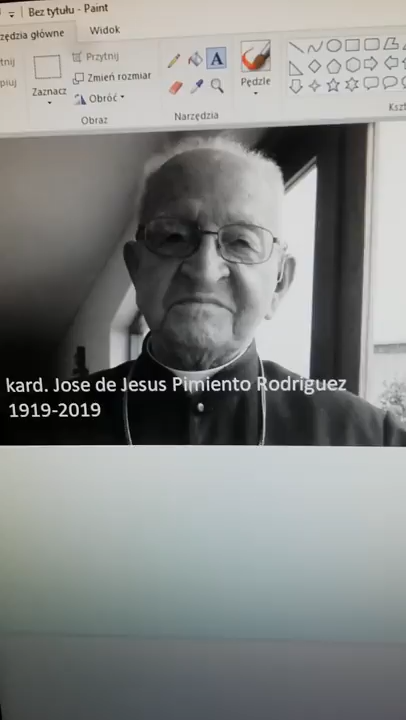 Bez tytułu - Paint
Widok
Przytnij
Zmień rozmiar
Obróć
Zaznacz
Obraz
Narzędzia
Pędzle
kard. Jose de Jesus Pimiento Rodriguez
1919-2019